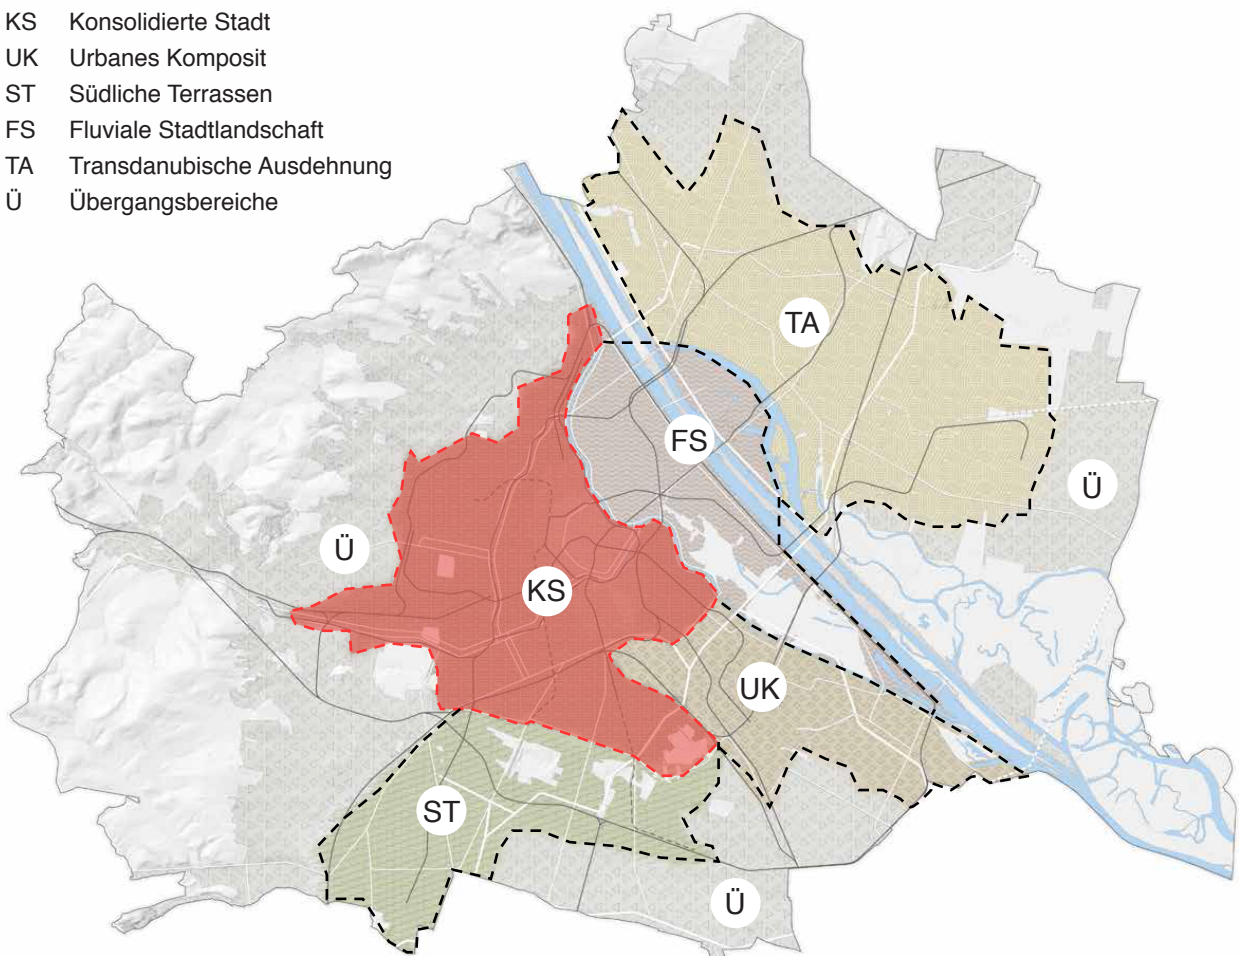 KS Konsolidierte Stadt
UK Urbanes Komposit
ST Südliche Terrassen
FS Fluviale Stadtlandschaft
TA Transdanubische Ausdehnung
Ü Übergangsbereiche
TA
FS
Ü
Ü
KS
UK
ST
Ü